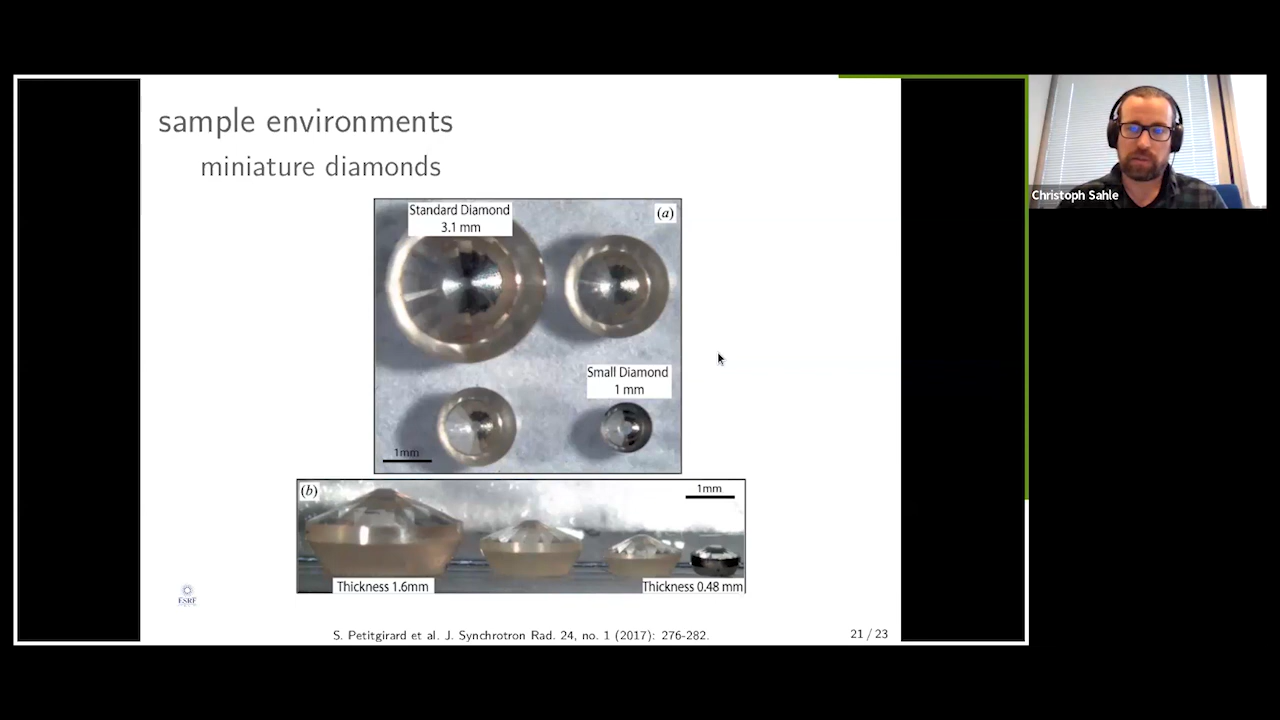 sample environments
miniature diamonds
Standard Diamond
3.1 mm
(a)
Small Diamond
1 mm
1mm
(b)
1mm
Thickness 1.6mm
Thickness 0.48 mm
ESRF
S. Petitgirard et al. J. Synchrotron Rad. 24, no. 1 (2017): 276-282.
21 / 23
Christoph Sahle